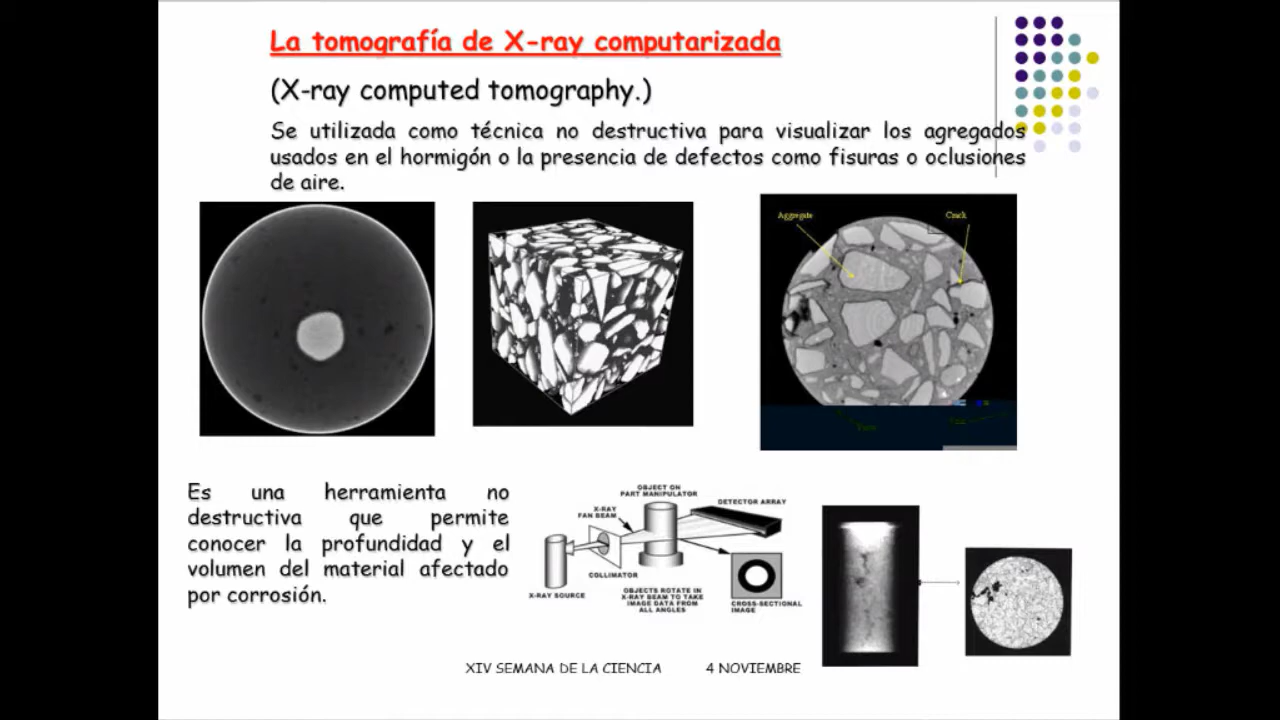 La tomografía de X-ray computarizada
(X-ray computed tomography.)
Se utilizada como técnica no destructiva para visualizar los agregados
usados en el hormigón o la presencia de defectos como fisuras o oclusiones
de aire.
Aggregate
Crack
Es una herramienta no
destructiva que permite
conocer la profundidad y el
volumen del material afectado
por corrosión.
OBJECT ON
PART MANIPULATOR
DETECTOR ARRAY
X-RAY
FAN BEAM
COLLIMATOR
X-RAY SOURCE
OBJECTS ROTATE IN
X-RAY BEAM TO TAKE
IMAGE DATA FROM
ALL ANGLES
CROSS-SECTIONAL
IMAGE
XIV SEMANA DE LA CIENCIA 4 NOVIEMBRE